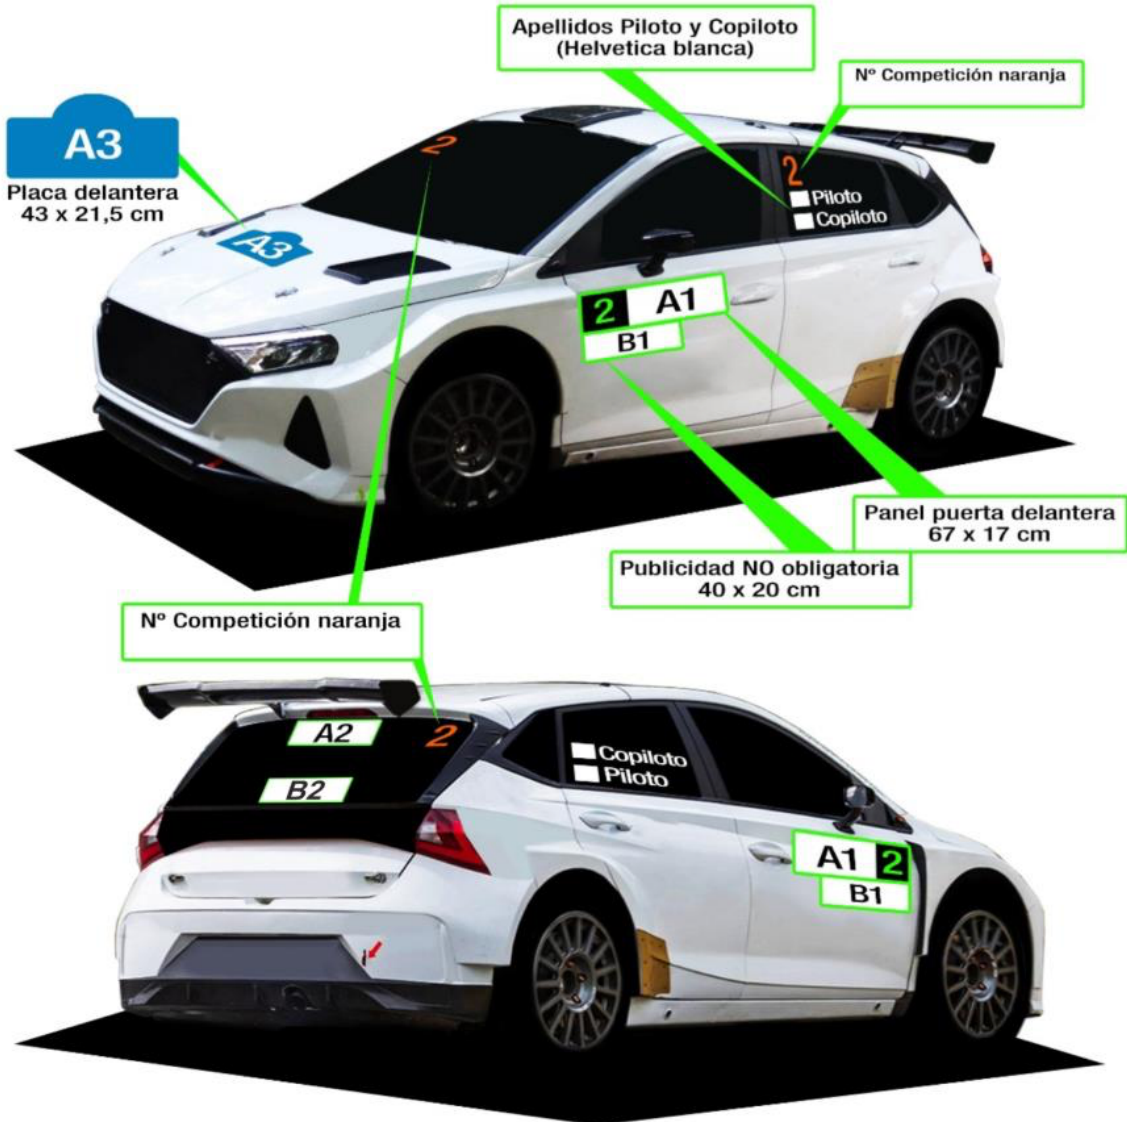 Apellidos Piloto y Copiloto
(Helvetica blanca)
Nº Competición naranja
A3
Placa delantera
43 x 21,5 cm
2
2
Piloto
Copiloto
A3
2 A1
B1
Panel puerta delantera
67 x 17 cm
Publicidad NO obligatoria
40 x 20 cm
Nº Competición naranja
A2
2
B2
Copiloto
Piloto
A1 2
B1